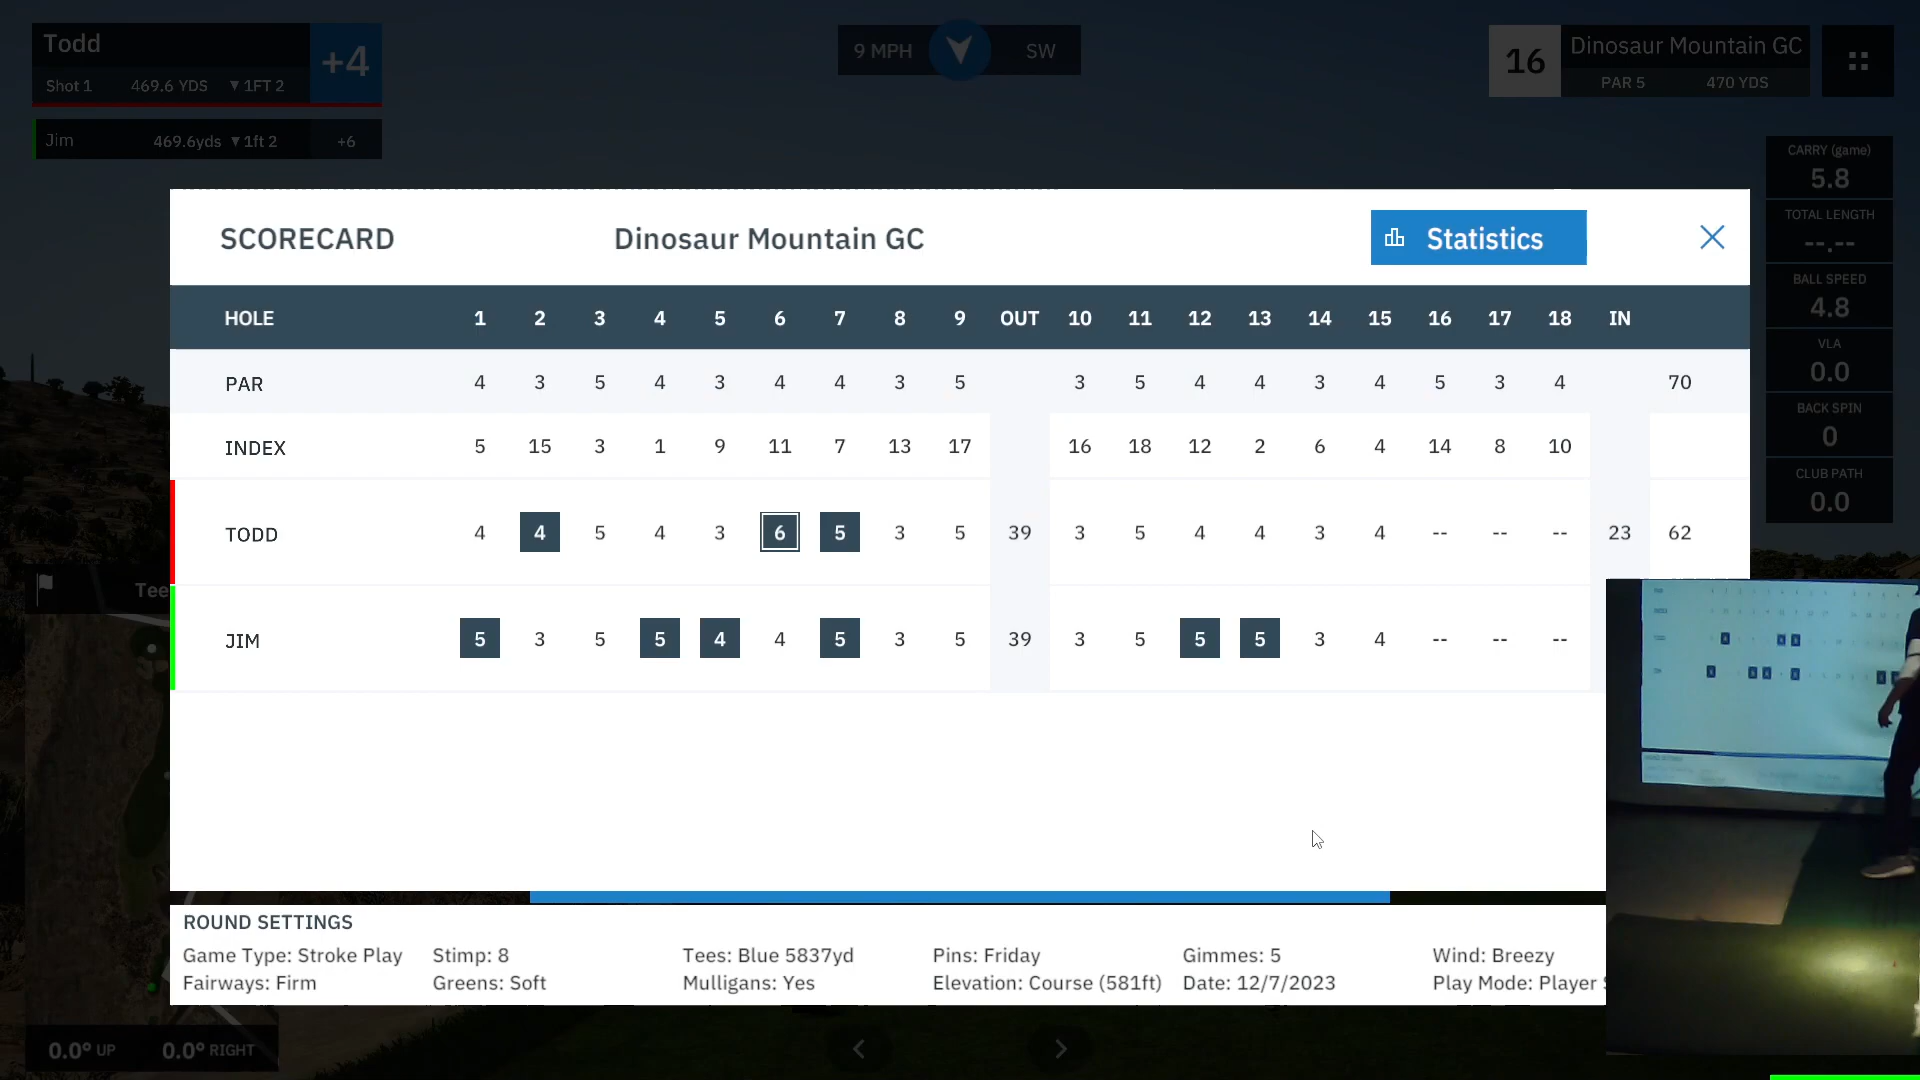 Todd
+4
Shot 1 469.6 YDS ▼1FT 2
Jim 469.6yds ▼1ft 2 +6
9 MPH SW
16 Dinosaur Mountain GC
PAR 5 470 YDS
CARRY (game)
5.8
TOTAL LENGTH
--.--
BALL SPEED
4.8
VLA
0.0
BACK SPIN
0
CLUB PATH
0.0
SCORECARD Dinosaur Mountain GC Statistics
HOLE 1 2 3 4 5 6 7 8 9 OUT 10 11 12 13 14 15 16 17 18 IN
PAR 4 3 5 4 3 4 4 3 5 3 5 4 4 3 4 5 3 4 70
INDEX 5 15 3 1 9 11 7 13 17 16 18 12 2 6 4 14 8 10
TODD 4 4 5 4 3 6 5 3 5 39 3 5 4 4 3 4 -- -- -- 23 62
JIM 5 3 5 5 4 4 5 3 5 39 3 5 5 5 3 4 -- -- --
Tee
ROUND SETTINGS
Game Type: Stroke Play Stimp: 8 Tees: Blue 5837yd Pins: Friday Gimmes: 5 Wind: Breezy
Fairways: Firm Greens: Soft Mulligans: Yes Elevation: Course (581ft) Date: 12/7/2023 Play Mode: Player
0.0° UP 0.0° RIGHT